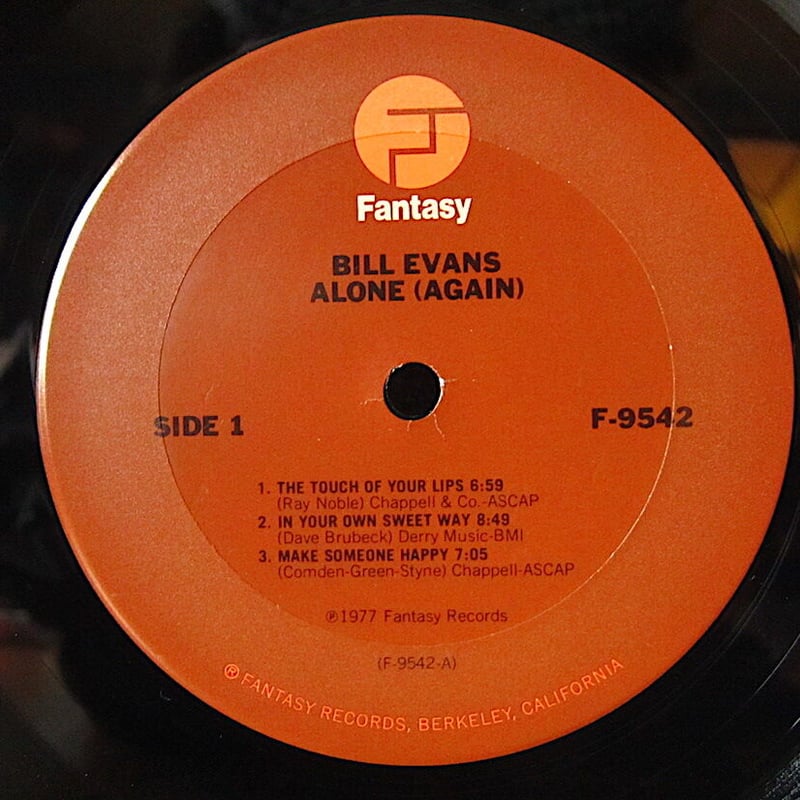 Fantasy
BILL EVANS
ALONE (AGAIN)
SIDE 1
F-9542
1. THE TOUCH OF YOUR LIPS 6:59
(Ray Noble) Chappell & Co.-ASCAP
2. IN YOUR OWN SWEET WAY 8:49
(Dave Brubeck) Derry Music-BMI
3. MAKE SOMEONE HAPPY 7:05
(Comden-Green-Styne) Chappell-ASCAP
℗1977 Fantasy Records
(F-9542-A)
® FANTASY RECORDS, BERKELEY, CALIFORNIA